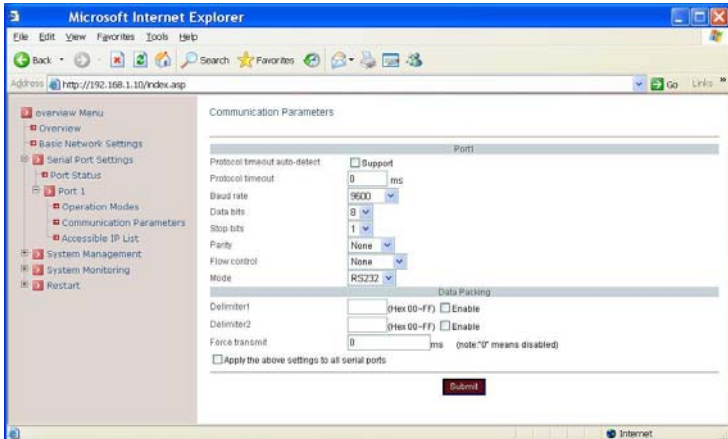 Microsoft Internet Explorer
File Edit View Favorites Tools Help
Back Search Favorites
Address http://192.168.1.10/index.asp Go Links »
overview Menu
Overview
Basic Network Settings
Serial Port Settings
Port Status
Port 1
Operation Modes
Communication Parameters
Accessible IP List
System Management
System Monitoring
Restart
Communication Parameters
Port1
Protocol timeout auto-detect Support
Protocol timeout 0 ms
Baud rate 9600
Data bits 8
Stop bits 1
Parity None
Flow control None
Mode RS232
Data Packing
Delimiter1 (Hex 00~FF) Enable
Delimiter2 (Hex 00~FF) Enable
Force transmit 0 ms (note:"0" means disabled)
Apply the above settings to all serial ports
Submit
Internet